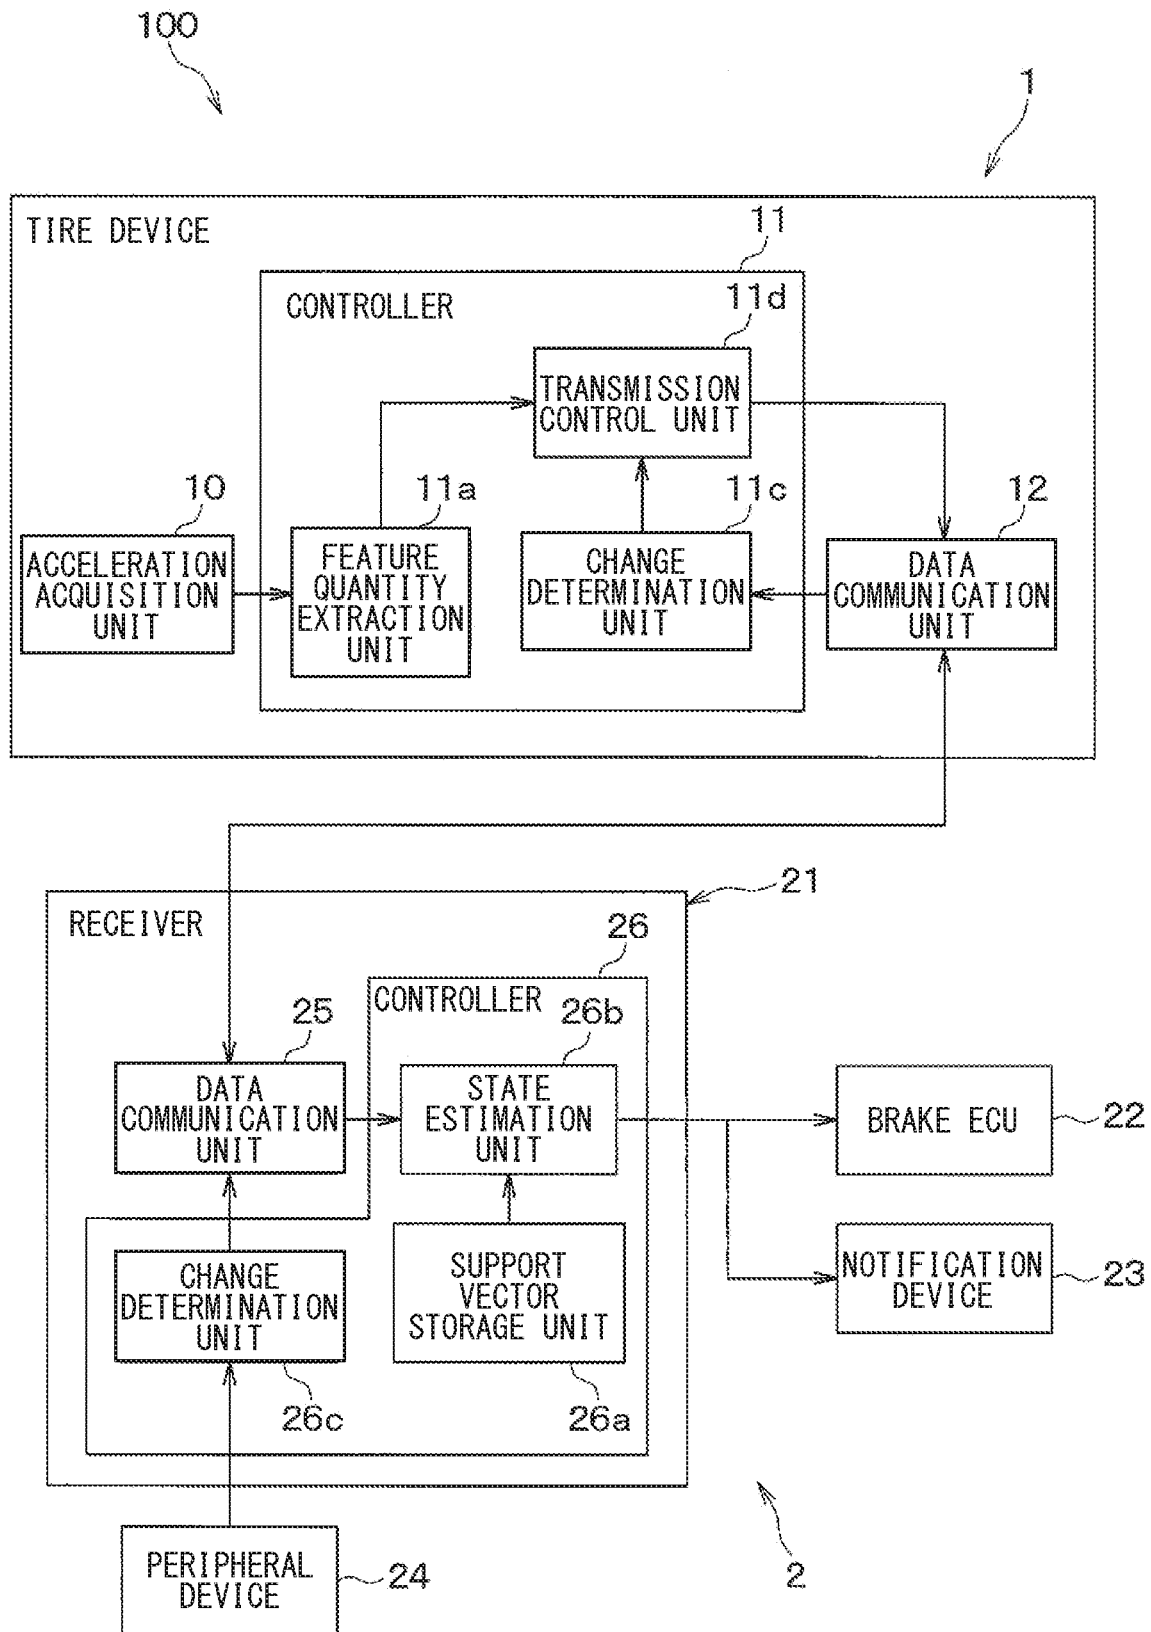 100
1
TIRE DEVICE
11
CONTROLLER
11d
TRANSMISSION
CONTROL UNIT
10
11a
11c
12
ACCELERATION
ACQUISITION
UNIT
FEATURE
QUANTITY
EXTRACTION
UNIT
CHANGE
DETERMINATION
UNIT
DATA
COMMUNICATION
UNIT
21
RECEIVER
26
CONTROLLER
25
26b
DATA
COMMUNICATION
UNIT
STATE
ESTIMATION
UNIT
BRAKE ECU
22
CHANGE
DETERMINATION
UNIT
SUPPORT
VECTOR
STORAGE UNIT
NOTIFICATION
DEVICE
23
26c
26a
PERIPHERAL
DEVICE
24
2